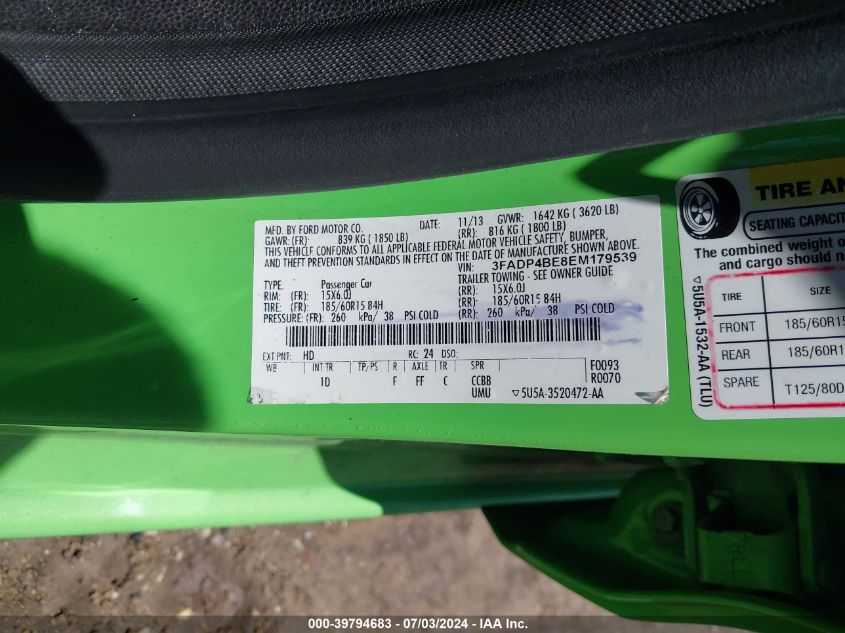 MFD. BY FORD MOTOR CO. DATE: 11/13 GVWR: 1642 KG ( 3620 LB)
GAWR: (FR): 839 KG ( 1850 LB) (RR): 816 KG ( 1800 LB)
THIS VEHICLE CONFORMS TO ALL APPLICABLE FEDERAL MOTOR VEHICLE SAFETY, BUMPER,
AND THEFT PREVENTION STANDARDS IN EFFECT ON THE DATE OF MANUFACTURE SHOWN ABOVE.
VIN: 3FADP4BE8EM179539
TYPE: Passenger Car TRAILER TOWING - SEE OWNER GUIDE
RIM: (FR): 15X6.0J (RR): 15X6.0J
TIRE: (FR): 185/60R15 84H (RR): 185/60R15 84H
PRESSURE: (FR): 260 kPa/ 38 PSI COLD (RR): 260 kPa/ 38 PSI COLD
EXT PNT: HD RC: 24 DSO:
WB INT TR TP/PS R AXLE TR SPR F0093
ID F FF C CCBB R0070
UMU ▽5U5A-3520472-AA
TIRE AN
SEATING CAPACIT
The combined weight o
and cargo should n
TIRE SIZE
FRONT 185/60R15
REAR 185/60R1
SPARE T125/80D
▽5U5A-1532-AA (TLU)
000-39794683 - 07/03/2024 - IAA Inc.